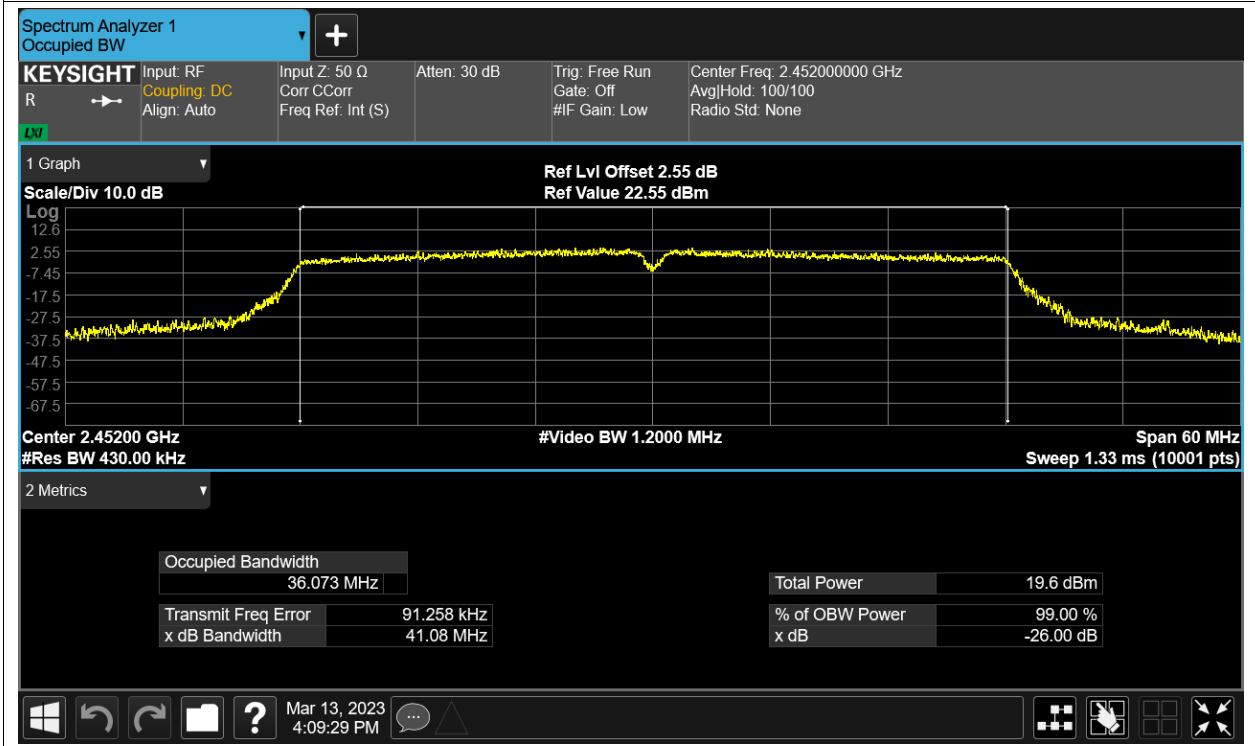 Spectrum Analyzer 1
Occupied BW
KEYSIGHT
R
LXI
Input: RF
Coupling: DC
Align: Auto
Input Z: 50 Ω
Corr CCorr
Freq Ref: Int (S)
Atten: 30 dB
Trig: Free Run
Gate: Off
#IF Gain: Low
Center Freq: 2.452000000 GHz
Avg|Hold: 100/100
Radio Std: None
1 Graph
Scale/Div 10.0 dB
Ref Lvl Offset 2.55 dB
Ref Value 22.55 dBm
Log
12.6
2.55
-7.45
-17.5
-27.5
-37.5
-47.5
-57.5
-67.5
Center 2.45200 GHz
#Video BW 1.2000 MHz
Span 60 MHz
#Res BW 430.00 kHz
Sweep 1.33 ms (10001 pts)
2 Metrics
Occupied Bandwidth
36.073 MHz
Total Power 19.6 dBm
Transmit Freq Error 91.258 kHz
% of OBW Power 99.00 %
x dB Bandwidth 41.08 MHz
x dB -26.00 dB
?
Mar 13, 2023
4:09:29 PM